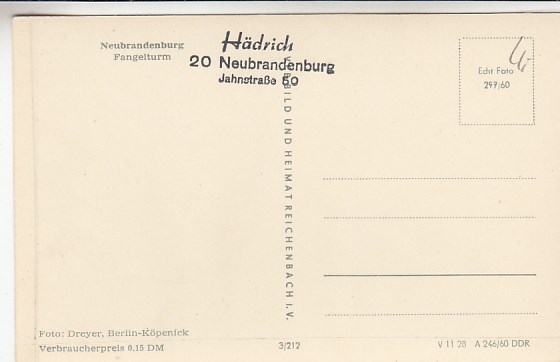 Neubrandenburg
Fangelturm
Hädrich
20 Neubrandenburg
Jahnstraße 50
Echt Foto
297/60
BILD UND HEIMAT REICHENBACH I. V.
Foto: Dreyer, Berlin-Köpenick
Verbraucherpreis 0.15 DM
3/212
V 11 28 A 246/60 DDR